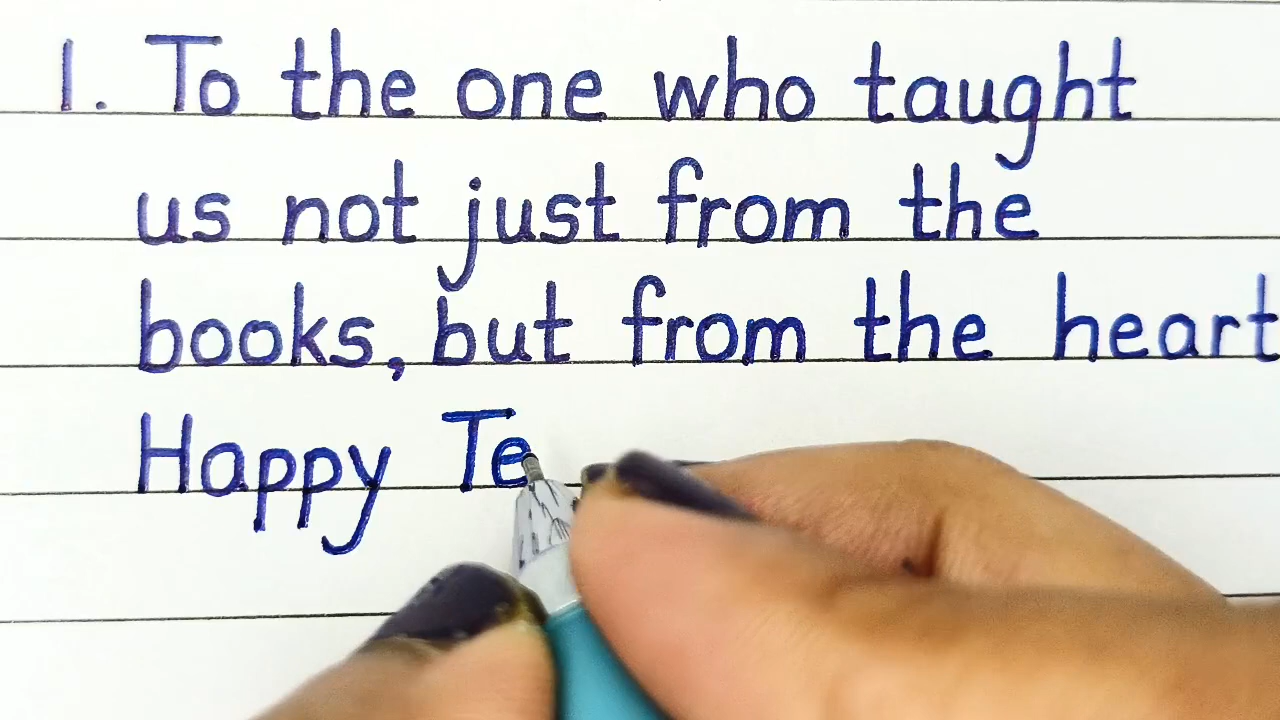 1. To the one who taught
us not just from the
books, but from the heart
Happy Te